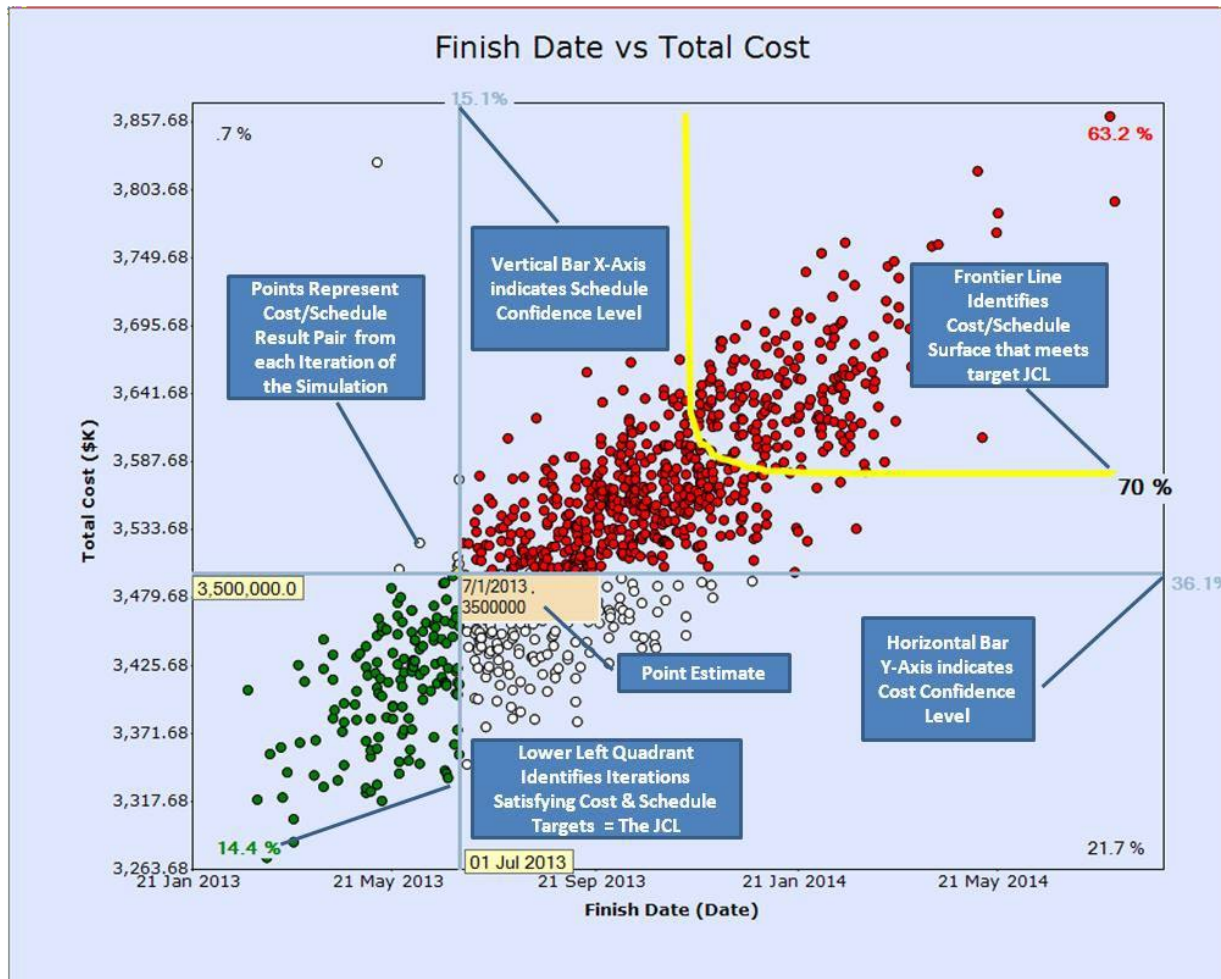 Finish Date vs Total Cost
15.1%
.7 %
63.2 %
3,857.68
3,803.68
3,749.68
3,695.68
3,641.68
3,587.68
3,533.68
3,479.68
3,425.68
3,371.68
3,317.68
3,263.68
Total Cost ($K)
Points Represent
Cost/Schedule
Result Pair from
each Iteration of
the Simulation
Vertical Bar X-Axis
indicates Schedule
Confidence Level
Frontier Line
Identifies
Cost/Schedule
Surface that meets
target JCL
70 %
3,500,000.0
7/1/2013 ,
3500000
36.1%
Point Estimate
Horizontal Bar
Y-Axis indicates
Cost Confidence
Level
Lower Left Quadrant
Identifies Iterations
Satisfying Cost & Schedule
Targets = The JCL
14.4 %
01 Jul 2013
21.7 %
21 Jan 2013
21 May 2013
21 Sep 2013
21 Jan 2014
21 May 2014
Finish Date (Date)